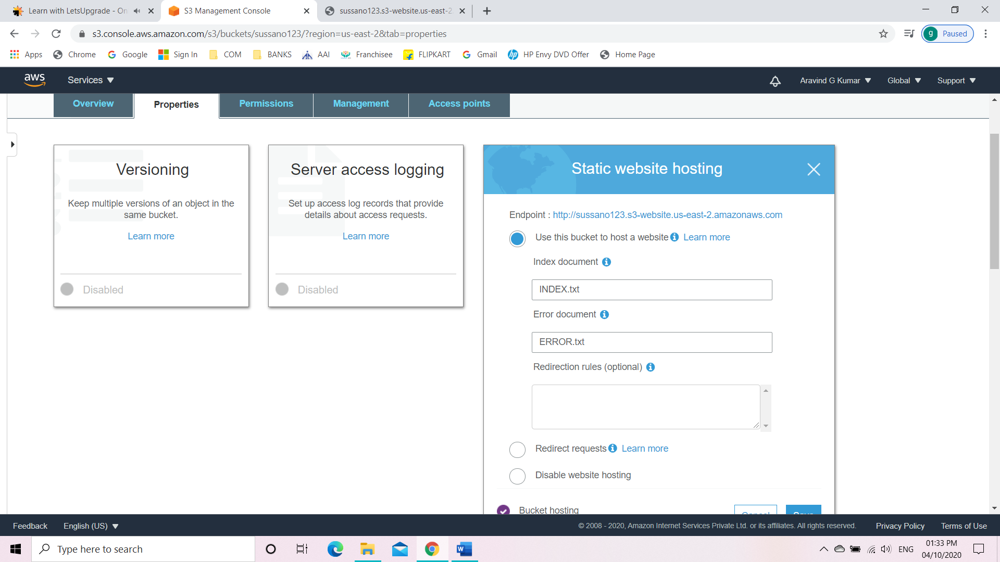 Learn with LetsUpgrade - On
S3 Management Console
sussano123.s3-website.us-east-2.
s3.console.aws.amazon.com/s3/buckets/sussano123/?region=us-east-2&tab=properties
g Paused
Apps Chrome Google Sign In COM BANKS AAI Franchisee FLIPKART Gmail HP Envy DVD Offer Home Page
aws Services Aravind G Kumar Global Support
Overview Properties Permissions Management Access points
Versioning
Keep multiple versions of an object in the
same bucket.
Learn more
Disabled
Server access logging
Set up access log records that provide
details about access requests.
Learn more
Disabled
Static website hosting
Endpoint : http://sussano123.s3-website.us-east-2.amazonaws.com
Use this bucket to host a website Learn more
Index document
INDEX.txt
Error document
ERROR.txt
Redirection rules (optional)
Redirect requests Learn more
Disable website hosting
Bucket hosting Cancel Save
Feedback English (US) © 2008 - 2020, Amazon Internet Services Private Ltd. or its affiliates. All rights reserved. Privacy Policy Terms of Use
Type here to search
ENG
01:33 PM
04/10/2020